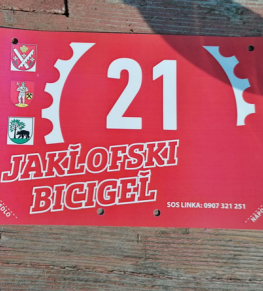 21
JAKĽOFSKI
BICIGEĽ
SOS LINKA: 0907 321 251